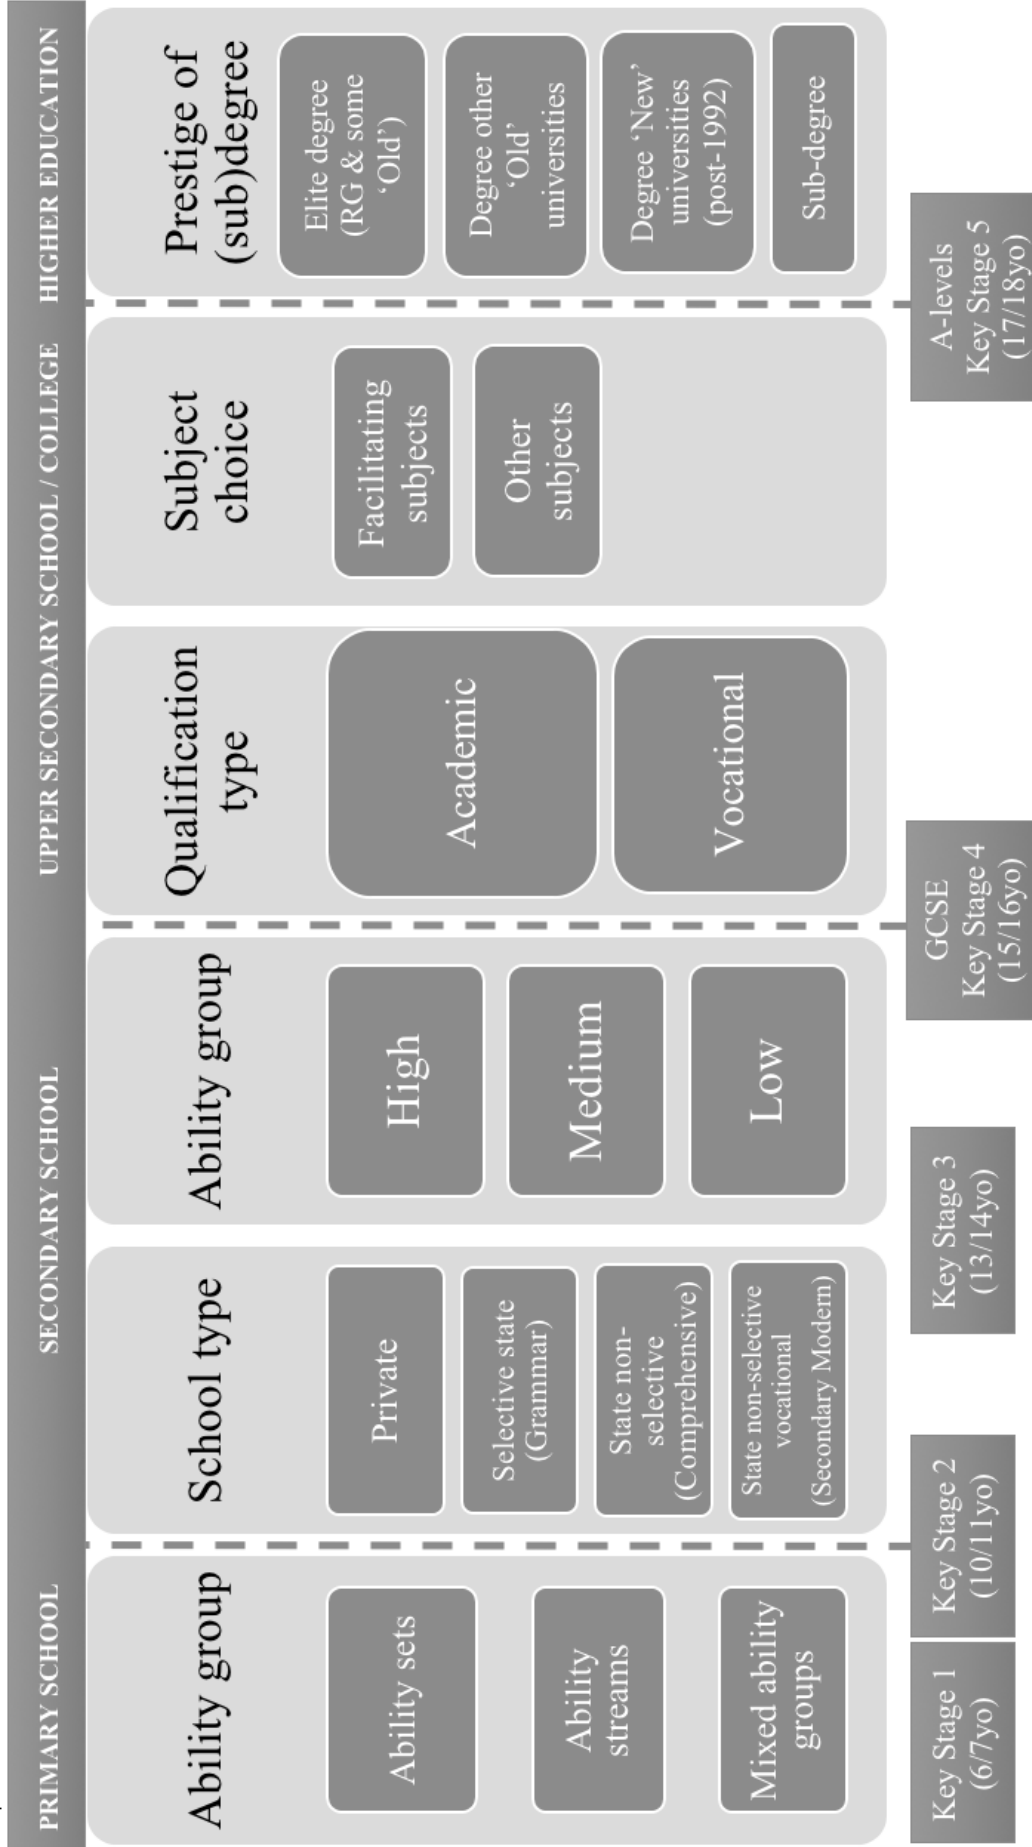 PRIMARY SCHOOL
SECONDARY SCHOOL
UPPER SECONDARY SCHOOL / COLLEGE
HIGHER EDUCATION
Ability group
Ability sets
Ability
streams
Mixed ability
groups
School type
Private
Selective state
(Grammar)
State non-
selective
(Comprehensive)
State non-selective
vocational
(Secondary Modern)
Ability group
High
Medium
Low
Qualification
type
Academic
Vocational
Subject
choice
Facilitating
subjects
Other
subjects
Prestige of
(sub)degree
Elite degree
(RG & some
‘Old’)
Degree other
‘Old’
universities
Degree ‘New’
universities
(post-1992)
Sub-degree
Key Stage 1
(6/7yo)
Key Stage 2
(10/11yo)
Key Stage 3
(13/14yo)
GCSE
Key Stage 4
(15/16yo)
A-levels
Key Stage 5
(17/18yo)